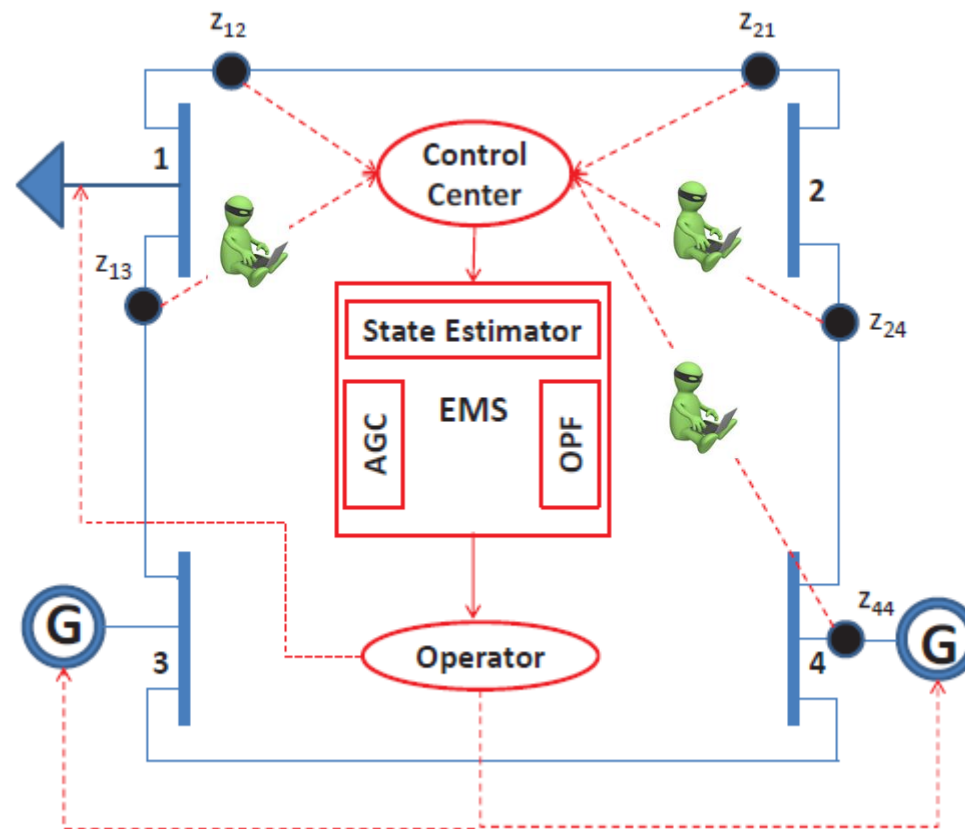 z12
z21
1
Control
Center
2
z13
z24
State Estimator
AGC
EMS
OPF
z44
G
3
Operator
4
G